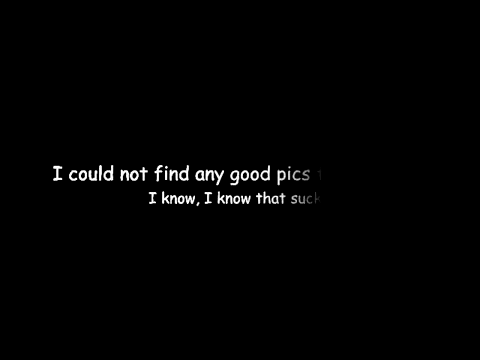 I could not find any good pics
I know, I know that suck